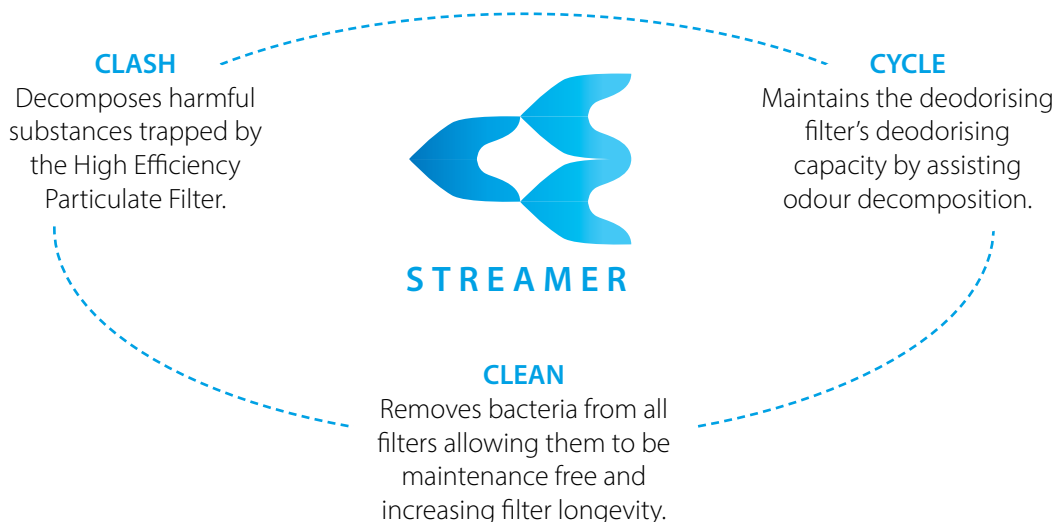 CLASH
Decomposes harmful
substances trapped by
the High Efficiency
Particulate Filter.
CYCLE
Maintains the deodorising
filter's deodorising
capacity by assisting
odour decomposition.
STREAMER
CLEAN
Removes bacteria from all
filters allowing them to be
maintenance free and
increasing filter longevity.